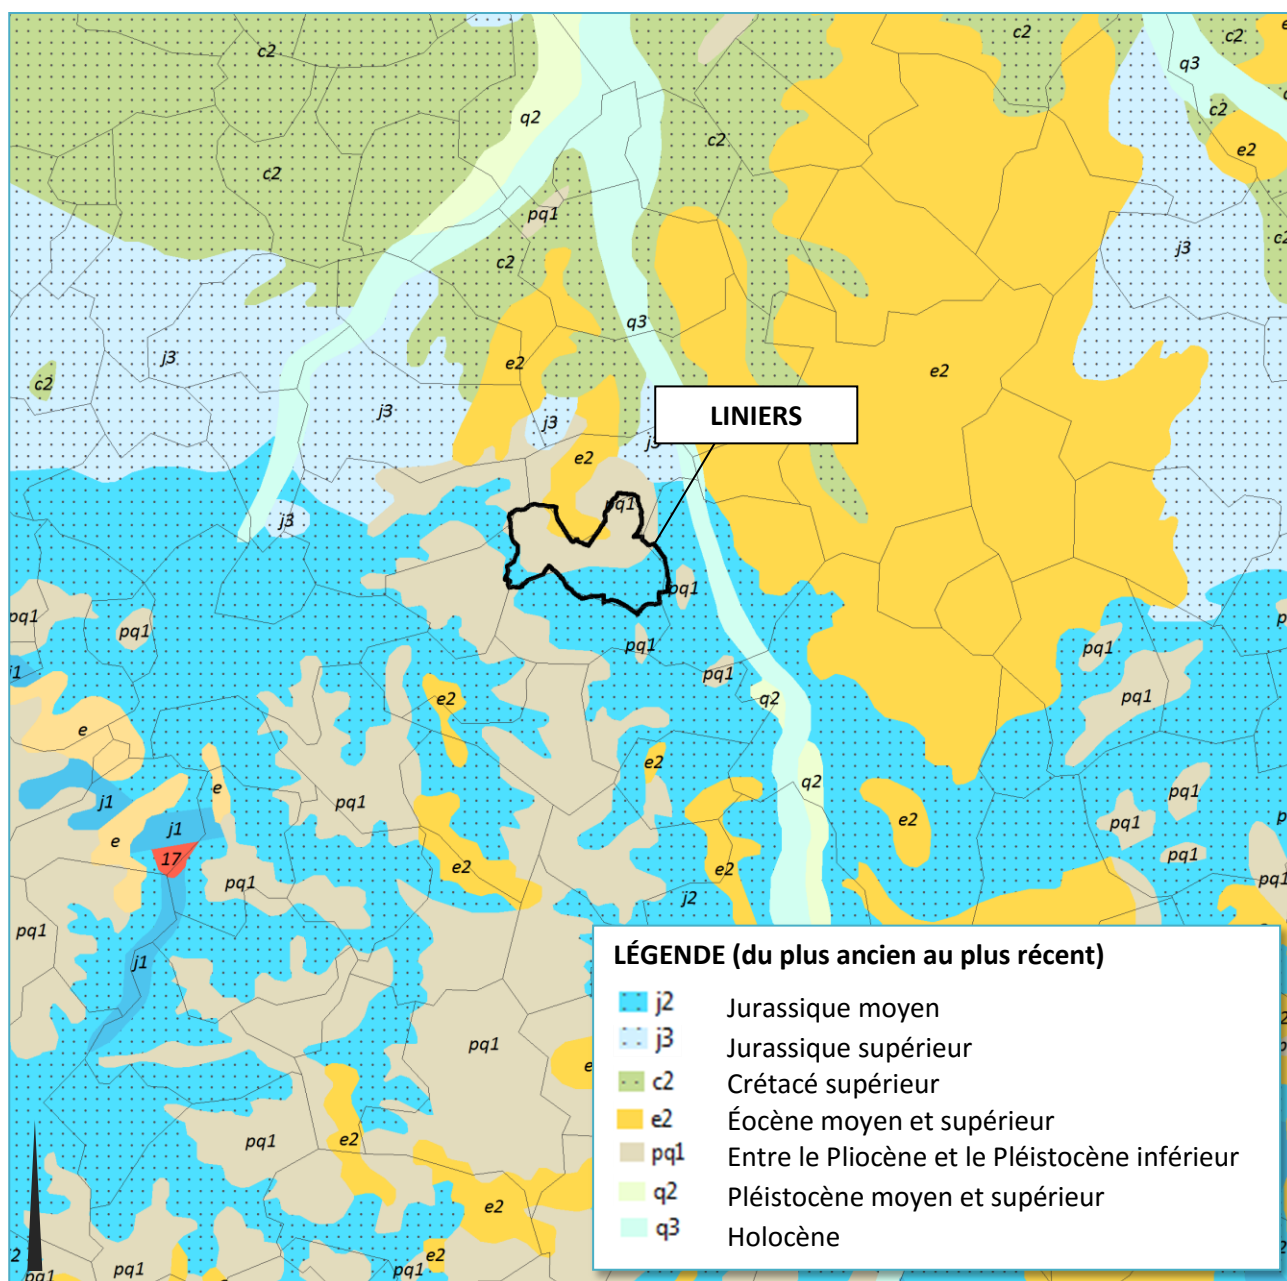 c2
c2
e
q3
c2
c
q2
c2
c2
c2
e2
pq1
c2
j3
c2
q3
j3
e2
e2
c2
j3
LINIERS
j3
j3
e2
pq1
j3
pq1
pq1
pq1
p
pq1
pq1
j1
pq1
e2
q2
pq1
e
e2
q2
e
pq1
j1
pq1
j1
e2
pq1
p
e
17
e2
e2
pq1
pq1
j2
pq1
j1
LÉGENDE (du plus ancien au plus récent)
j2 Jurassique moyen
j3 Jurassique supérieur
c2 Crétacé supérieur
e2 Éocène moyen et supérieur
pq1 Entre le Pliocène et le Pléistocène inférieur
q2 Pléistocène moyen et supérieur
q3 Holocène
pq1
e
pq1
e2
e2
2
e2
pq1
pq1
pq1